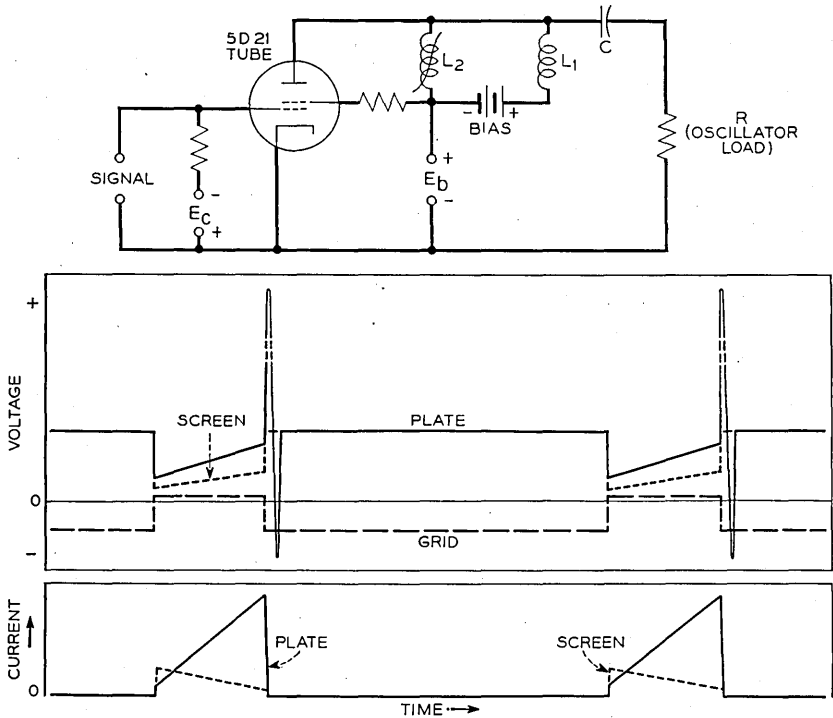 5D21
TUBE
L2
L1
C
- +
BIAS
R
(OSCILLATOR
LOAD)
SIGNAL
-
Ec
+
+
Eb
-
+
VOLTAGE
0
-
SCREEN
PLATE
GRID
CURRENT
0
PLATE
SCREEN
TIME